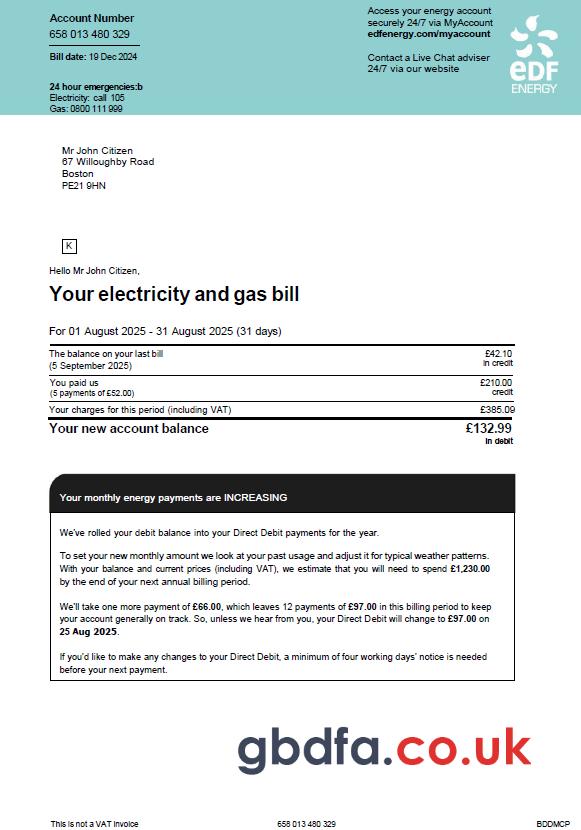 Account Number
658 013 480 329
Bill date: 19 Dec 2024
24 hour emergencies:b
Electricity: call 105
Gas: 0800 111 999
Access your energy account
securely 24/7 via MyAccount
edfenergy.com/myaccount
Contact a Live Chat adviser
24/7 via our website
eDF
ENERGY
Mr John Citizen
67 Willoughby Road
Boston
PE21 9HN
K
Hello Mr John Citizen,
Your electricity and gas bill
For 01 August 2025 - 31 August 2025 (31 days)
The balance on your last bill £42.10
(5 September 2025) in credit
You paid us £210.00
(5 payments of £52.00) credit
Your charges for this period (including VAT) £385.09
Your new account balance £132.99
in debit
Your monthly energy payments are INCREASING
We've rolled your debit balance into your Direct Debit payments for the year.
To set your new monthly amount we look at your past usage and adjust it for typical weather patterns.
With your balance and current prices (including VAT), we estimate that you will need to spend £1,230.00
by the end of your next annual billing period.
We'll take one more payment of £66.00, which leaves 12 payments of £97.00 in this billing period to keep
your account generally on track. So, unless we hear from you, your Direct Debit will change to £97.00 on
25 Aug 2025.
If you'd like to make any changes to your Direct Debit, a minimum of four working days' notice is needed
before your next payment.
gbdfa.co.uk
This is not a VAT invoice 658 013 480 329 BDDMCP